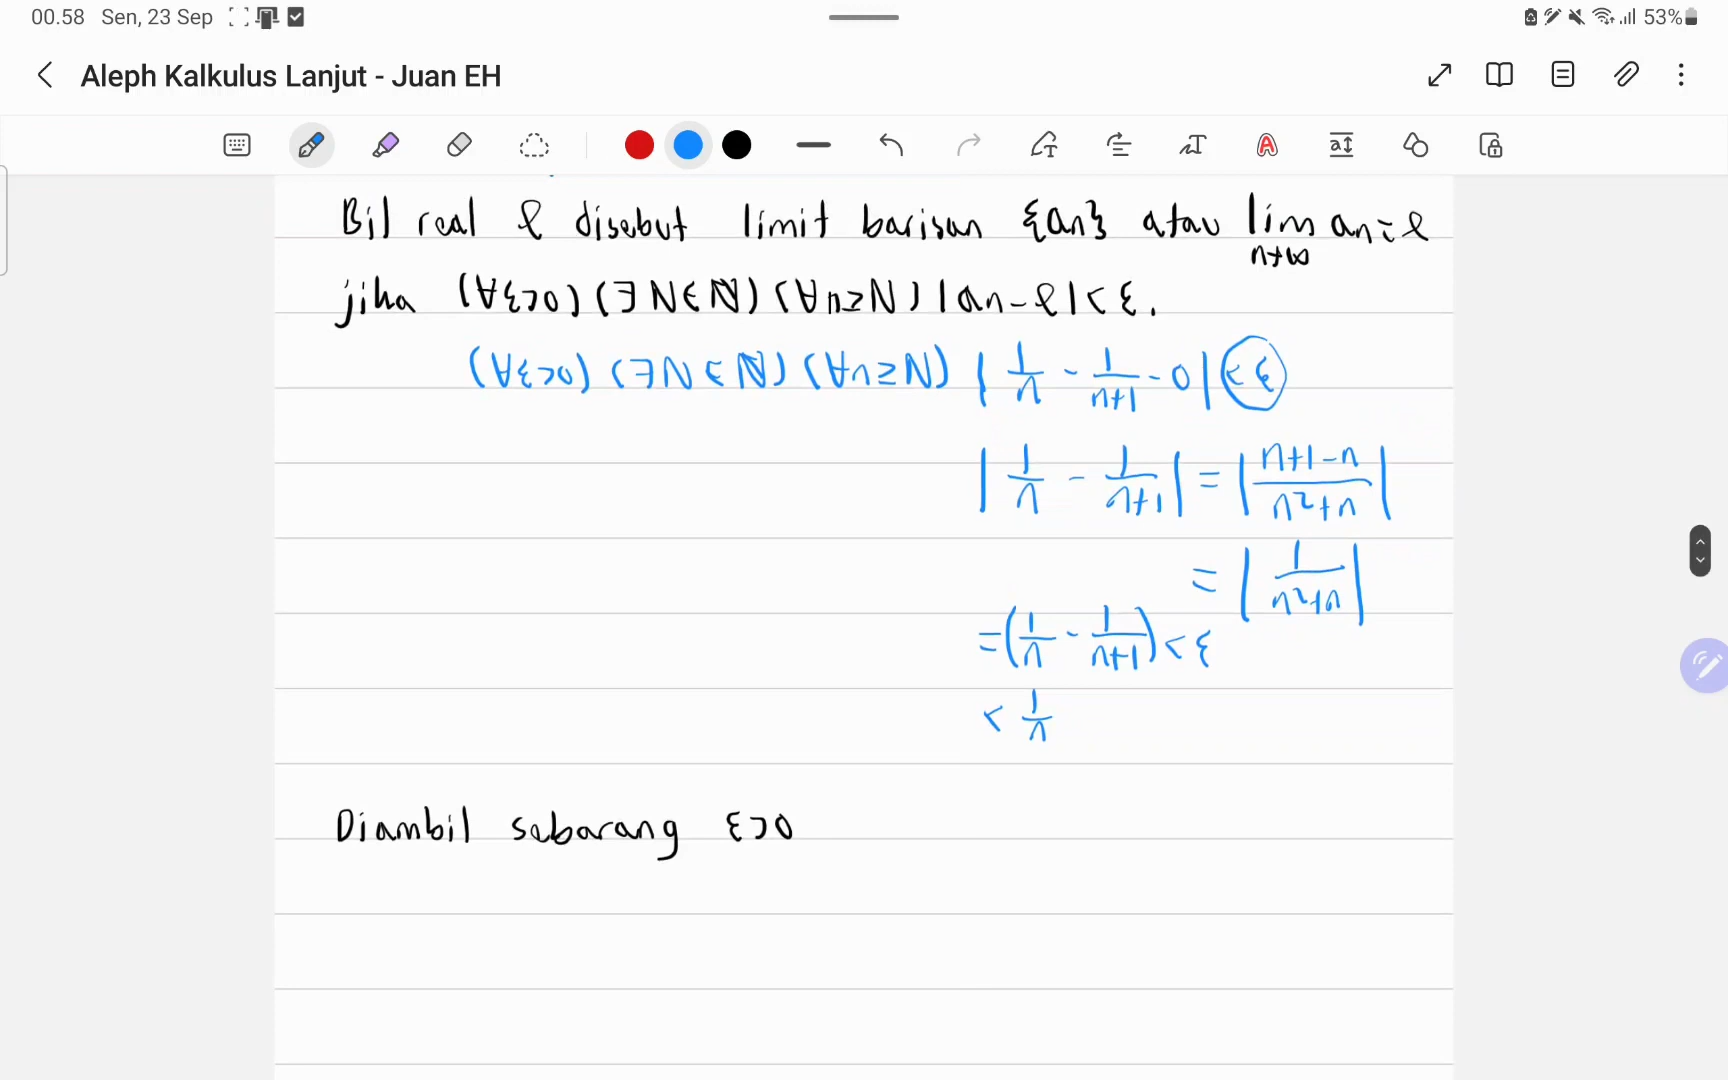 00.58 Sen, 23 Sep 53%
Aleph Kalkulus Lanjut - Juan EH
Bil real ℓ disebut limit barisan {an} atau lim an = ℓ
n→∞
jiha (∀ε>0) (∃N∈ℕ) (∀n≥N) |an - ℓ| < ε.
(∀ε>0) (∃N∈ℕ) (∀n≥N) | 1/n - 1/(n+1) - 0 | < ε
| 1/n - 1/(n+1) | = | (n+1-n)/(n²+n) |
= | 1/(n²+n) |
= (1/n - 1/(n+1)) < ε
< 1/n
Diambil sabarang ε>0